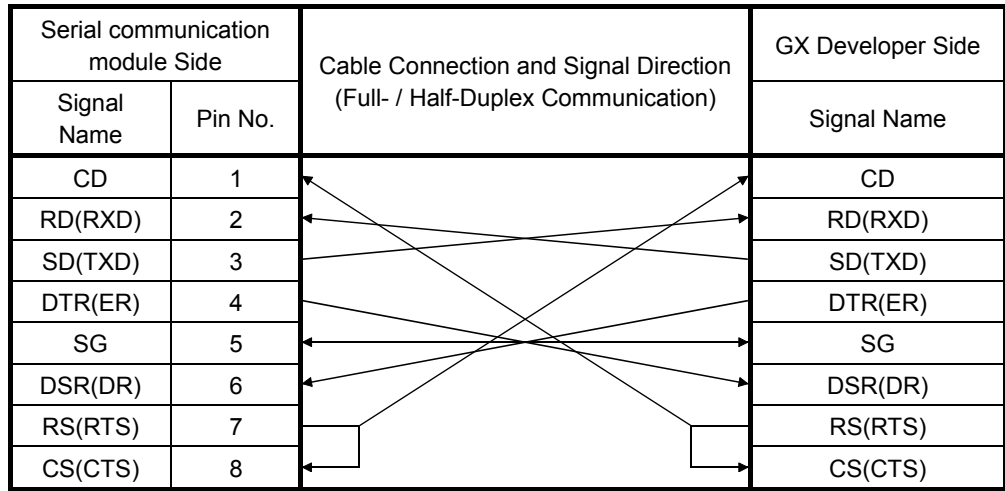 Serial communication
module Side
Cable Connection and Signal Direction
(Full- / Half-Duplex Communication)
GX Developer Side
Signal
Name
Pin No.
Signal Name
CD 1 CD
RD(RXD) 2 RD(RXD)
SD(TXD) 3 SD(TXD)
DTR(ER) 4 DTR(ER)
SG 5 SG
DSR(DR) 6 DSR(DR)
RS(RTS) 7 RS(RTS)
CS(CTS) 8 CS(CTS)